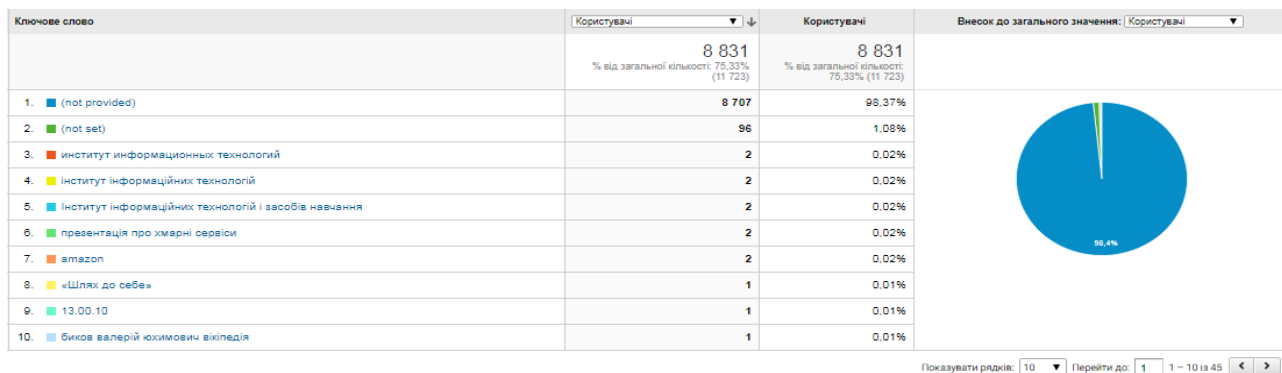 Ключове слово Користувачі Користувачі Внесок до загального значення: Користувачі
8 831 8 831
% від загальної кількості: 75,33% % від загальної кількості:
(11 723) 75,33% (11 723)
1. (not provided) 8 707 98,37%
2. (not set) 96 1,08%
3. институт информационных технологий 2 0,02%
4. інститут інформаційних технологій 2 0,02%
5. Інститут інформаційних технологій і засобів навчання 2 0,02%
6. презентація про хмарні сервіси 2 0,02%
7. amazon 2 0,02%
8. «Шлях до себе» 1 0,01%
9. 13.00.10 1 0,01%
10. биков валерій юхимович вікіпедія 1 0,01%
98,4%
Показувати рядків: 10 Перейти до: 1 1 – 10 із 45